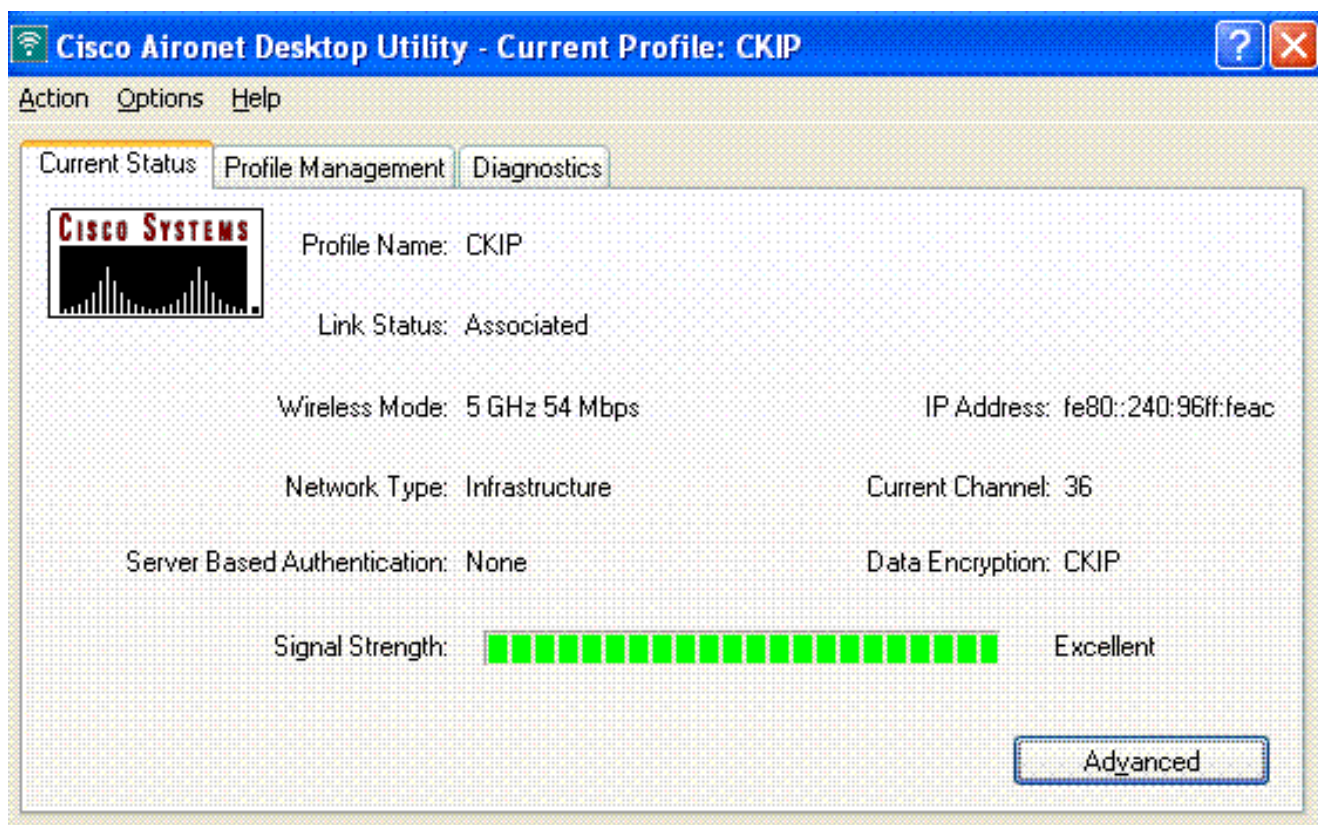 Cisco Aironet Desktop Utility - Current Profile: CKIP
Action Options Help
Current Status Profile Management Diagnostics
CISCO SYSTEMS
Profile Name: CKIP
Link Status: Associated
Wireless Mode: 5 GHz 54 Mbps IP Address: fe80::240:96ff:feac
Network Type: Infrastructure Current Channel: 36
Server Based Authentication: None Data Encryption: CKIP
Signal Strength: Excellent
Advanced